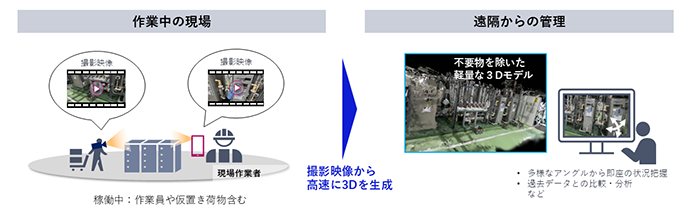 作業中の現場
撮影映像
撮影映像
現場作業者
稼働中：作業員や仮置き荷物含む
撮影映像から
高速に3Dを生成
遠隔からの管理
不要物を除いた
軽量な３Dモデル
• 多様なアングルから即座の状況把握
• 過去データとの比較・分析
など